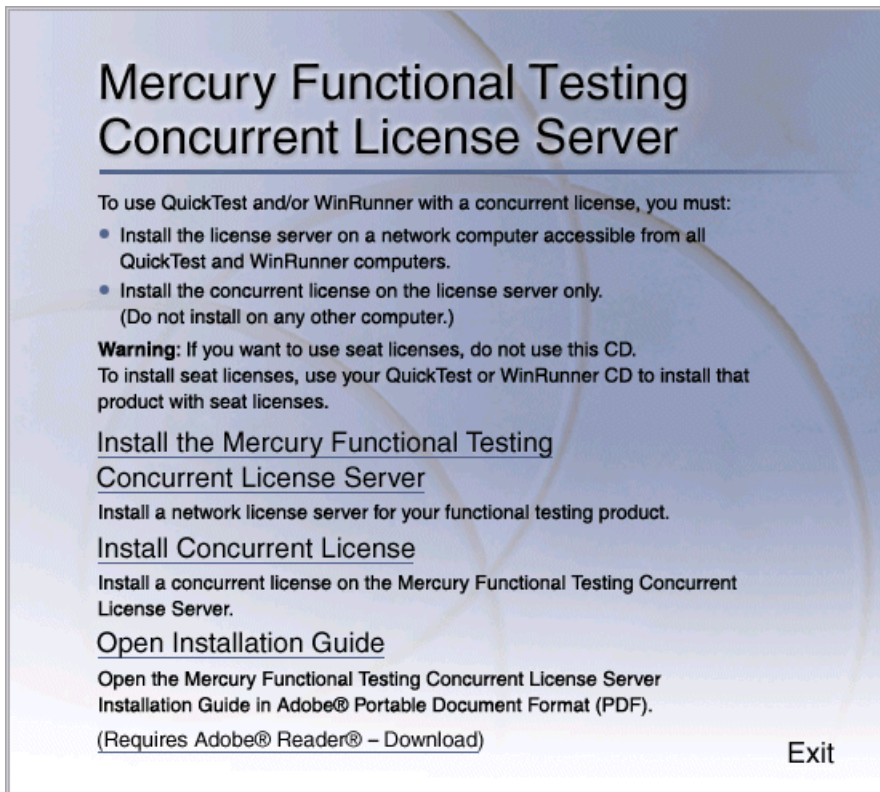 Mercury Functional Testing
Concurrent License Server
To use QuickTest and/or WinRunner with a concurrent license, you must:
• Install the license server on a network computer accessible from all
QuickTest and WinRunner computers.
• Install the concurrent license on the license server only.
(Do not install on any other computer.)
Warning: If you want to use seat licenses, do not use this CD.
To install seat licenses, use your QuickTest or WinRunner CD to install that
product with seat licenses.
Install the Mercury Functional Testing
Concurrent License Server
Install a network license server for your functional testing product.
Install Concurrent License
Install a concurrent license on the Mercury Functional Testing Concurrent
License Server.
Open Installation Guide
Open the Mercury Functional Testing Concurrent License Server
Installation Guide in Adobe® Portable Document Format (PDF).
(Requires Adobe® Reader® – Download)
Exit